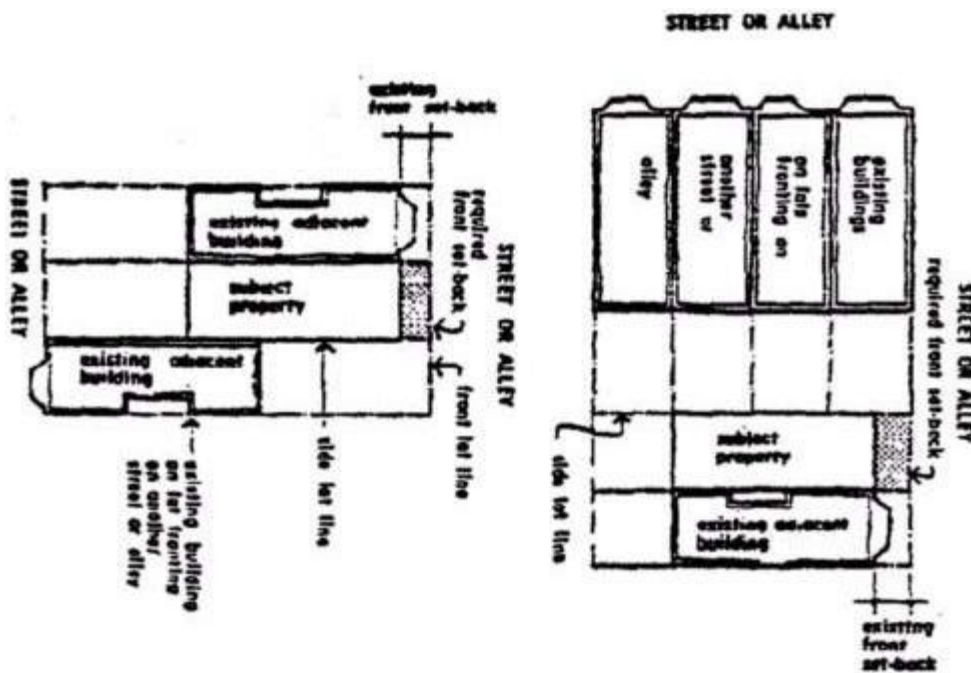 STREET OR ALLEY
existing
front set-back
STREET OR ALLEY
existing adjacent
building
required
front set-back
STREET OR ALLEY
subject
property
existing adjacent
building
front lot line
side lot line
existing building
on lot fronting
on another
street or alley
existing
buildings
on lots
fronting on
another
street or
alley
required front set-back
STREET OR ALLEY
subject
property
side lot line
existing adjacent
building
existing
front
set-back